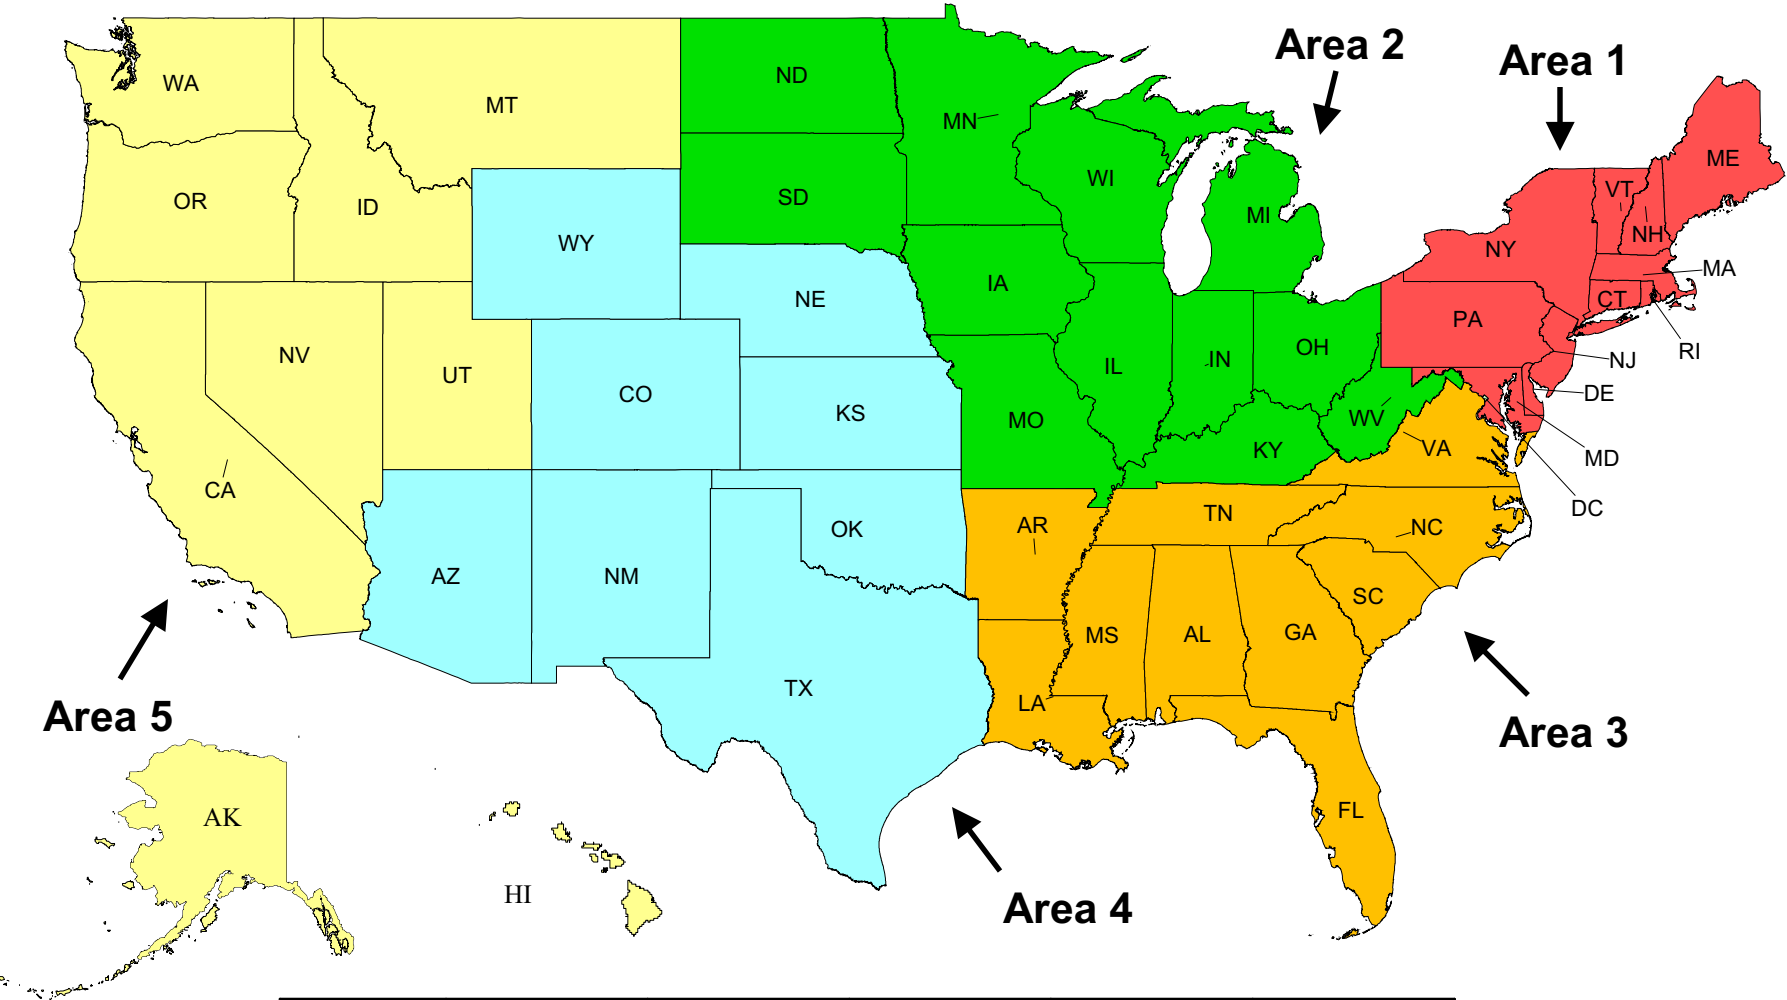 Area 2
Area 1
WA
MT
ND
MN
ME
OR
ID
WY
SD
WI
MI
VT
NH
NY
MA
NE
IA
CT
PA
RI
NV
UT
CO
KS
IL
IN
OH
NJ
DE
MO
WV
KY
VA
MD
CA
DC
AR
TN
NC
OK
AZ
NM
SC
MS
AL
GA
TX
LA
Area 5
Area 3
AK
FL
HI
Area 4